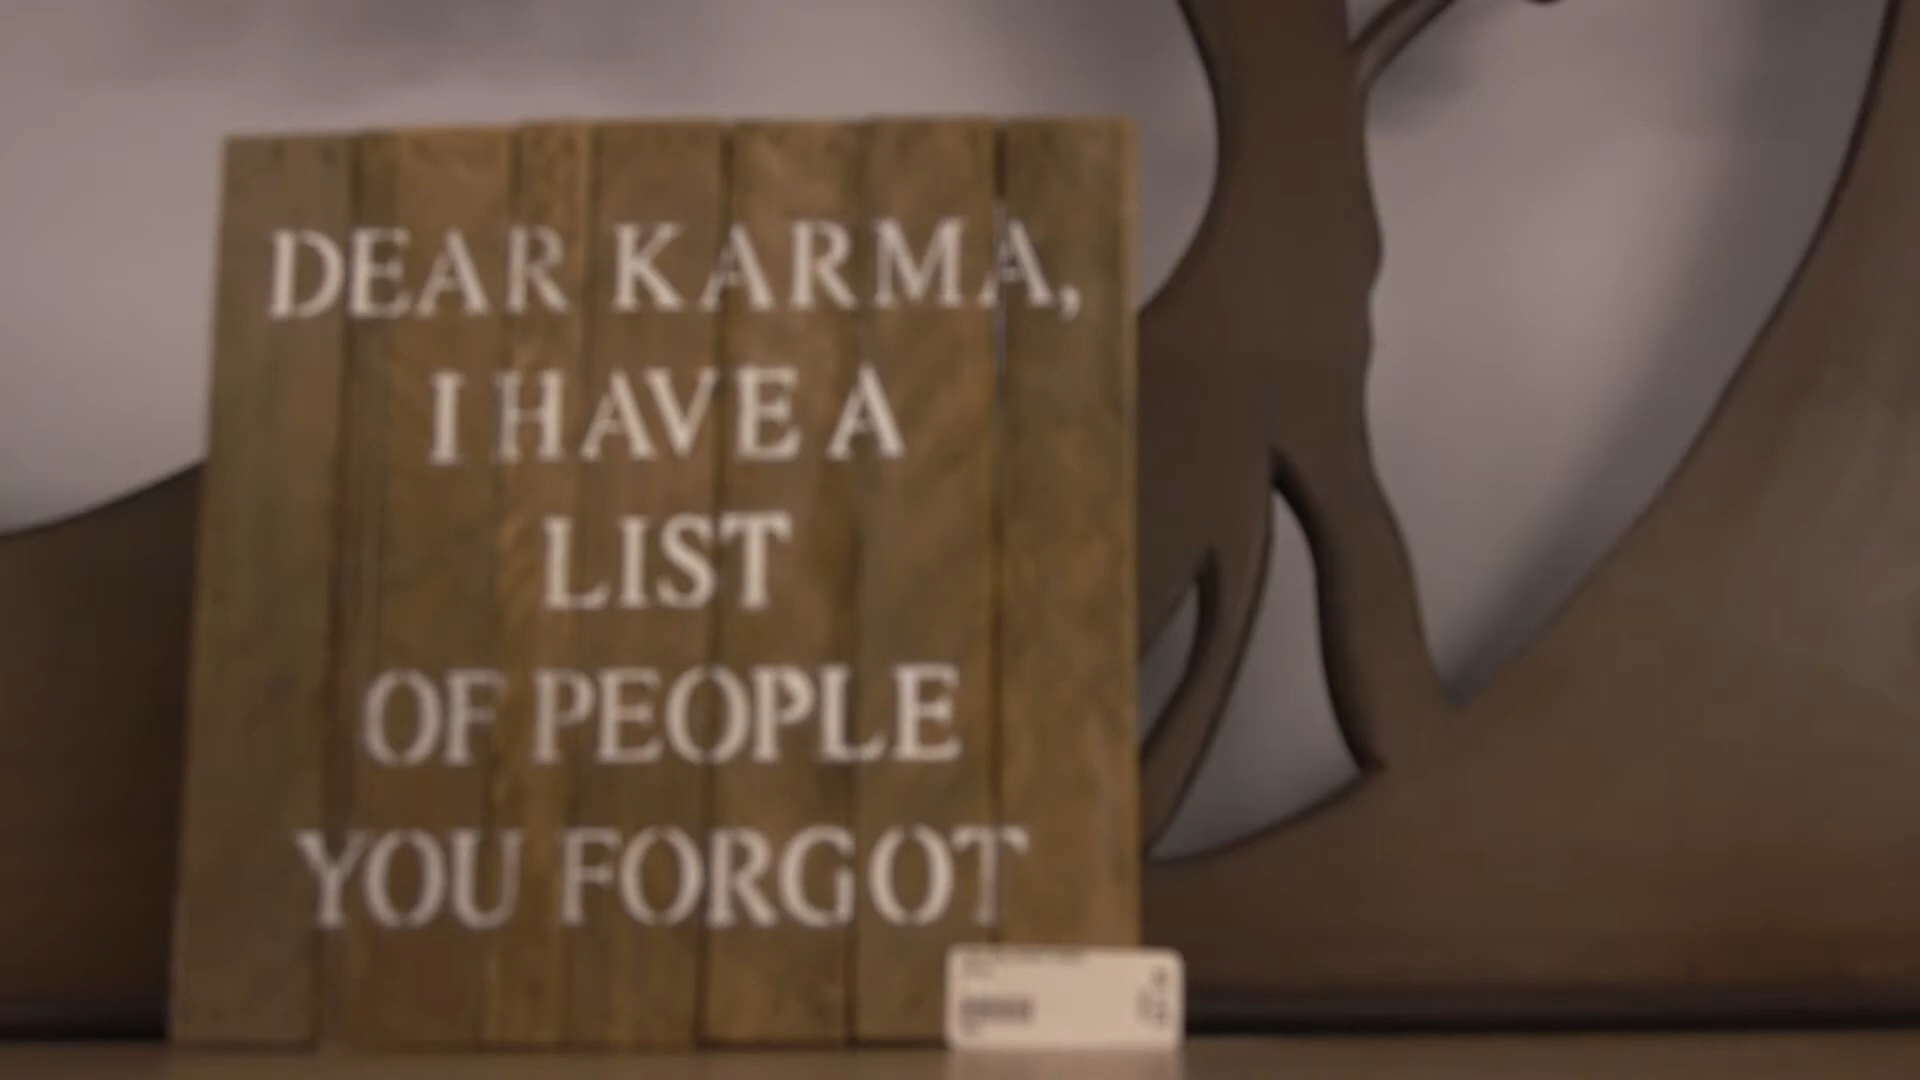 DEAR KARMA,
I HAVE A
LIST
OF PEOPLE
YOU FORGOT